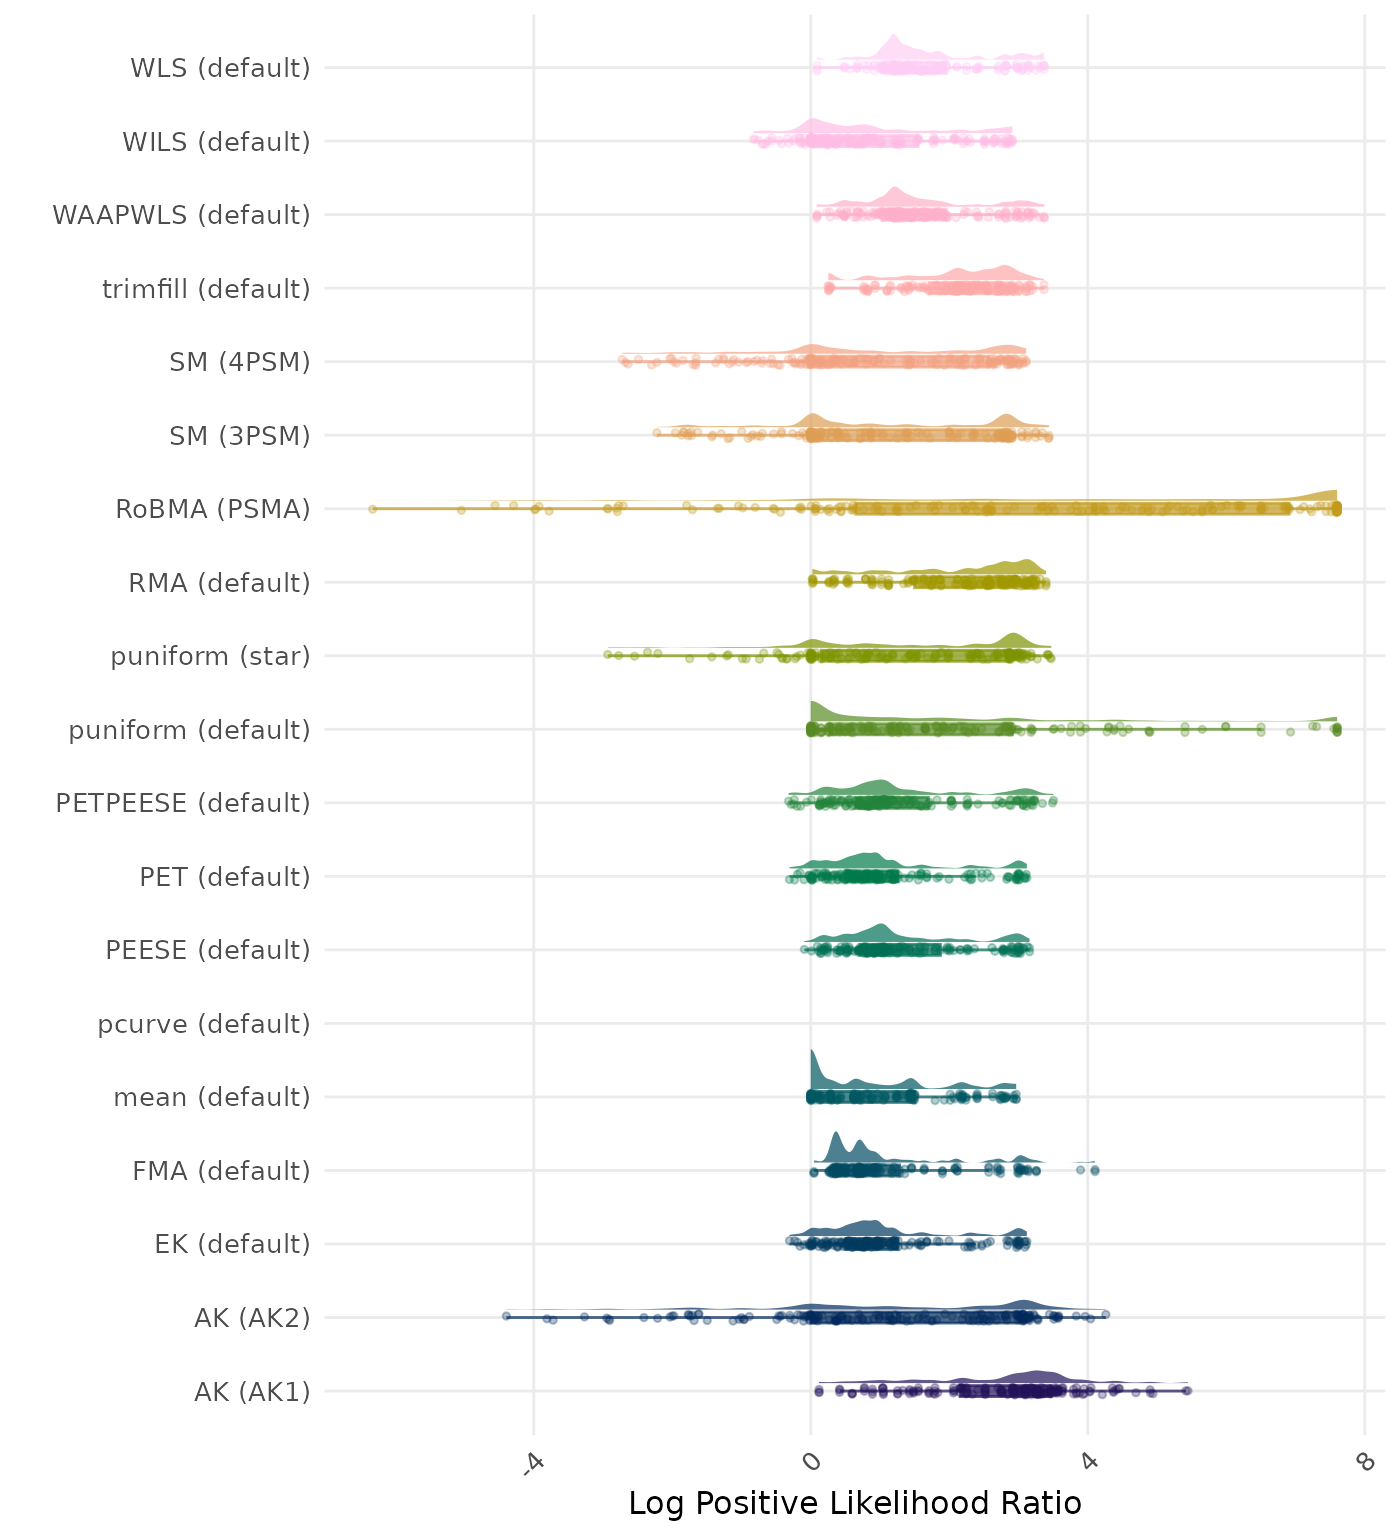 WLS (default)
WILS (default)
WAAPWLS (default)
trimfill (default)
SM (4PSM)
SM (3PSM)
RoBMA (PSMA)
RMA (default)
puniform (star)
puniform (default)
PETPEESE (default)
PET (default)
PEESE (default)
pcurve (default)
mean (default)
FMA (default)
EK (default)
AK (AK2)
AK (AK1)
-4 0 4 8
Log Positive Likelihood Ratio